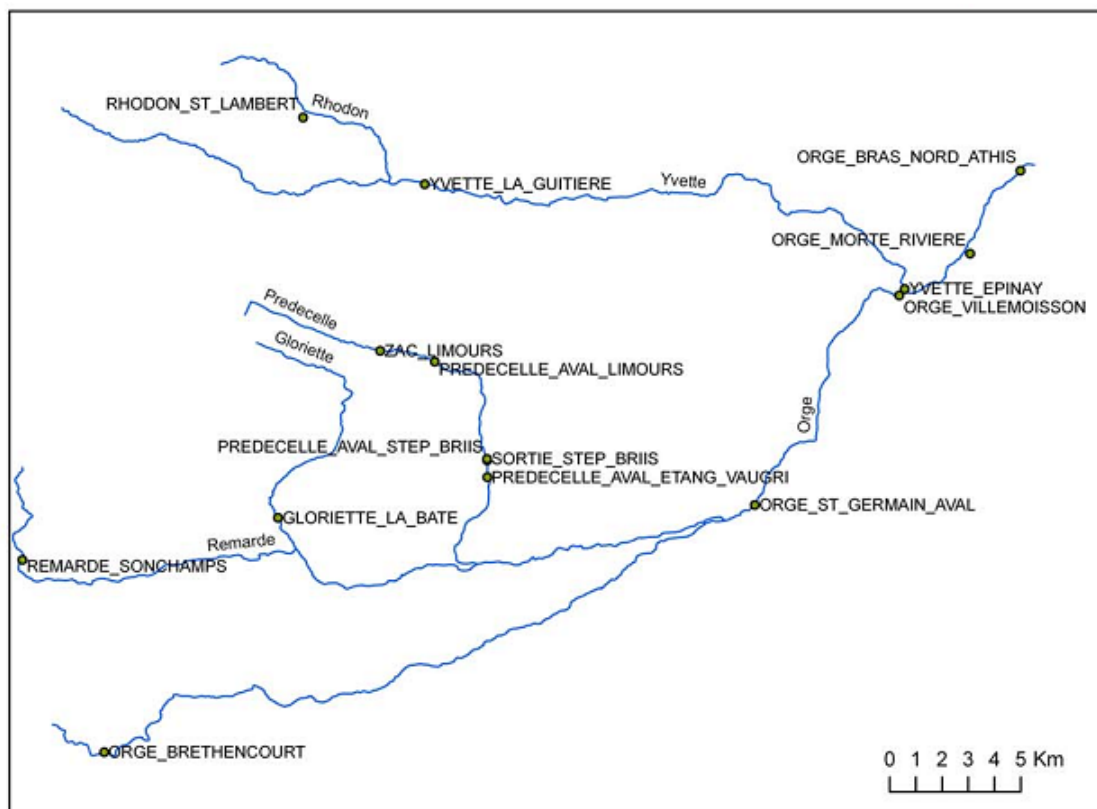 RHODON_ST_LAMBERT
Rhodon
ORGE_BRAS_NORD_ATHIS
YVETTE_LA_GUITIERE
Yvette
ORGE_MORTE_RIVIERE
YVETTE_EPINAY
ORGE_VILLEMOISSON
Predecelle
Gloriette
ZAC_LIMOURS
PREDECELLE_AVAL_LIMOURS
Orge
PREDECELLE_AVAL_STEP_BRIIS
SORTIE_STEP_BRIIS
PREDECELLE_AVAL_ETANG_VAUGRI
ORGE_ST_GERMAIN_AVAL
GLORIETTE_LA_BATE
Remarde
REMARDE_SONCHAMPS
ORGE_BRETHENCOURT
0 1 2 3 4 5 Km